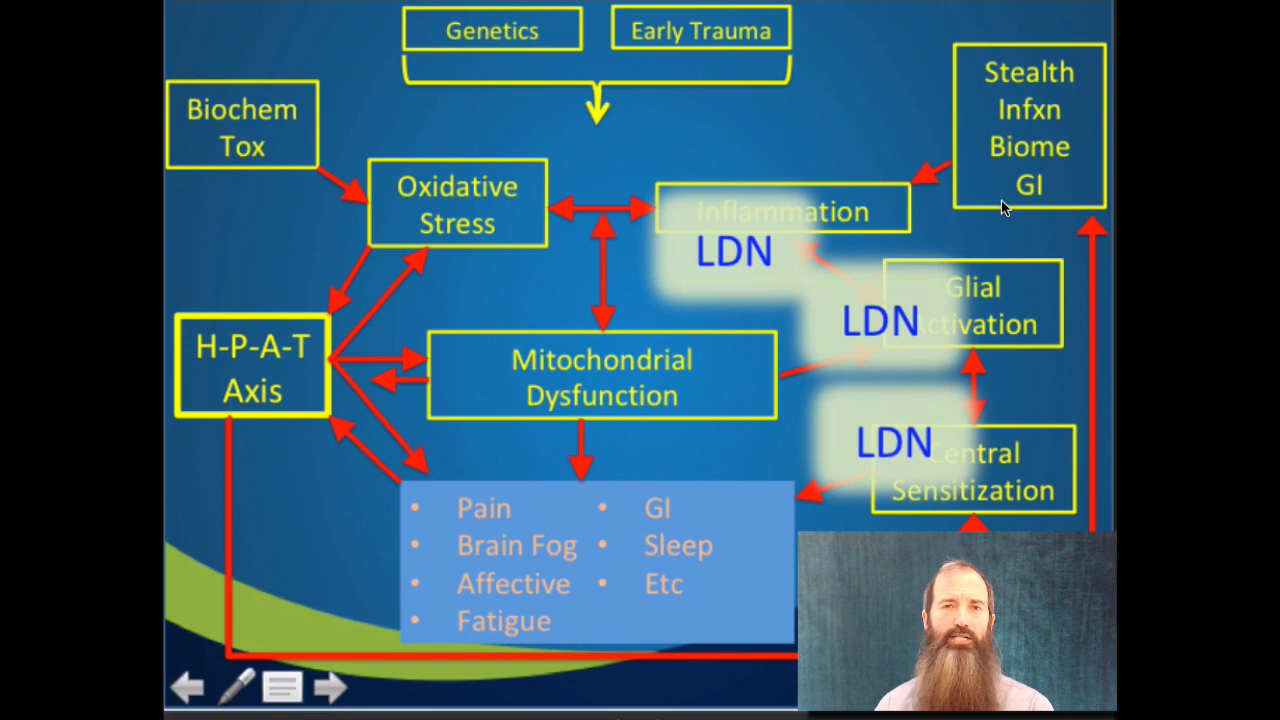 Genetics
Early Trauma
Stealth
Infxn
Biome
GI
Biochem
Tox
Oxidative
Stress
Inflammation
LDN
Glial
Activation
LDN
H-P-A-T
Axis
Mitochondrial
Dysfunction
LDN
Central
Sensitization
• Pain
• Brain Fog
• Affective
• Fatigue
• GI
• Sleep
• Etc